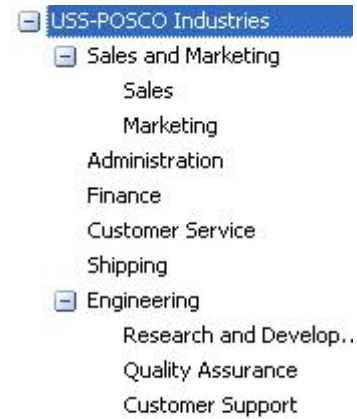 USS-POSCO Industries
Sales and Marketing
Sales
Marketing
Administration
Finance
Customer Service
Shipping
Engineering
Research and Develop..
Quality Assurance
Customer Support